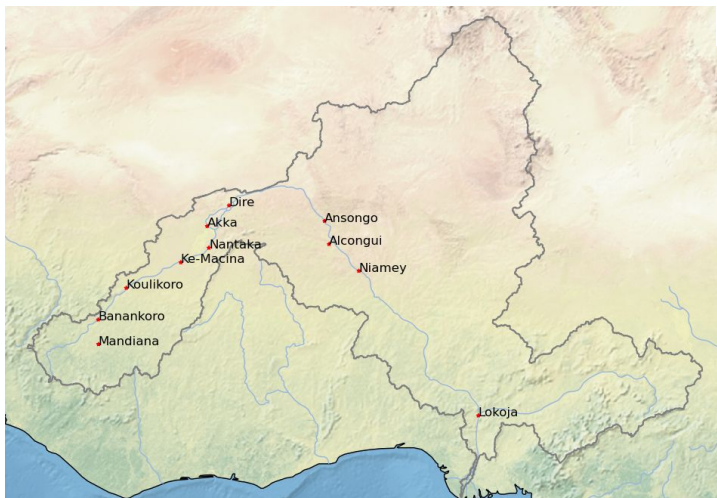 Dire
Ansongo
Akka
Alcongui
Nantaka
Ke-Macina
Niamey
Koulikoro
Banankoro
Mandiana
Lokoja